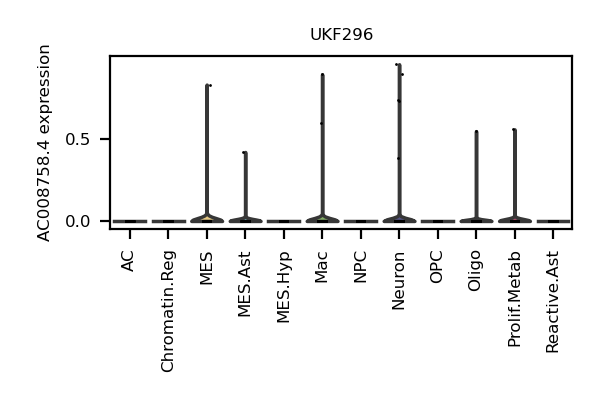 UKF296
AC008758.4 expression
0.5
0.0
AC
Chromatin.Reg
MES
MES.Ast
MES.Hyp
Mac
NPC
Neuron
OPC
Oligo
Prolif.Metab
Reactive.Ast